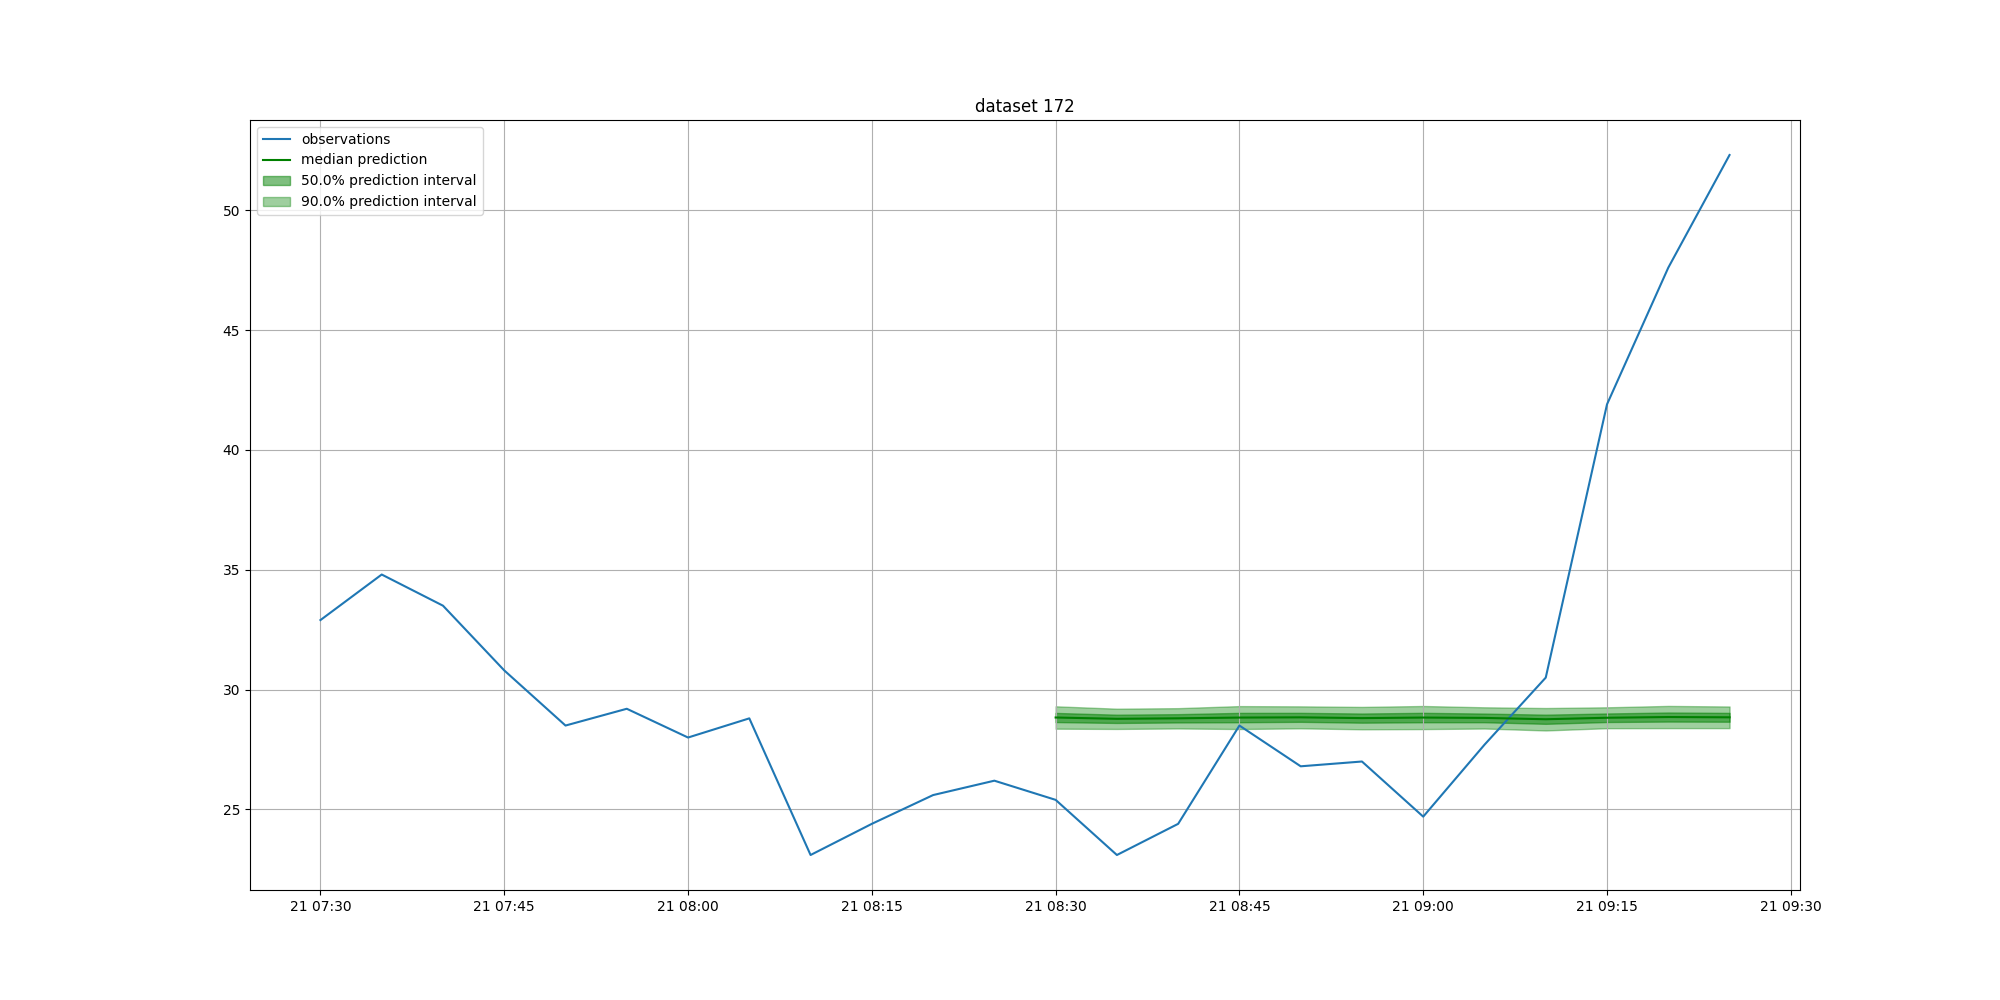 dataset 172
observations
median prediction
50.0% prediction interval
90.0% prediction interval
50
45
40
35
30
25
21 07:30 21 07:45 21 08:00 21 08:15 21 08:30 21 08:45 21 09:00 21 09:15 21 09:30